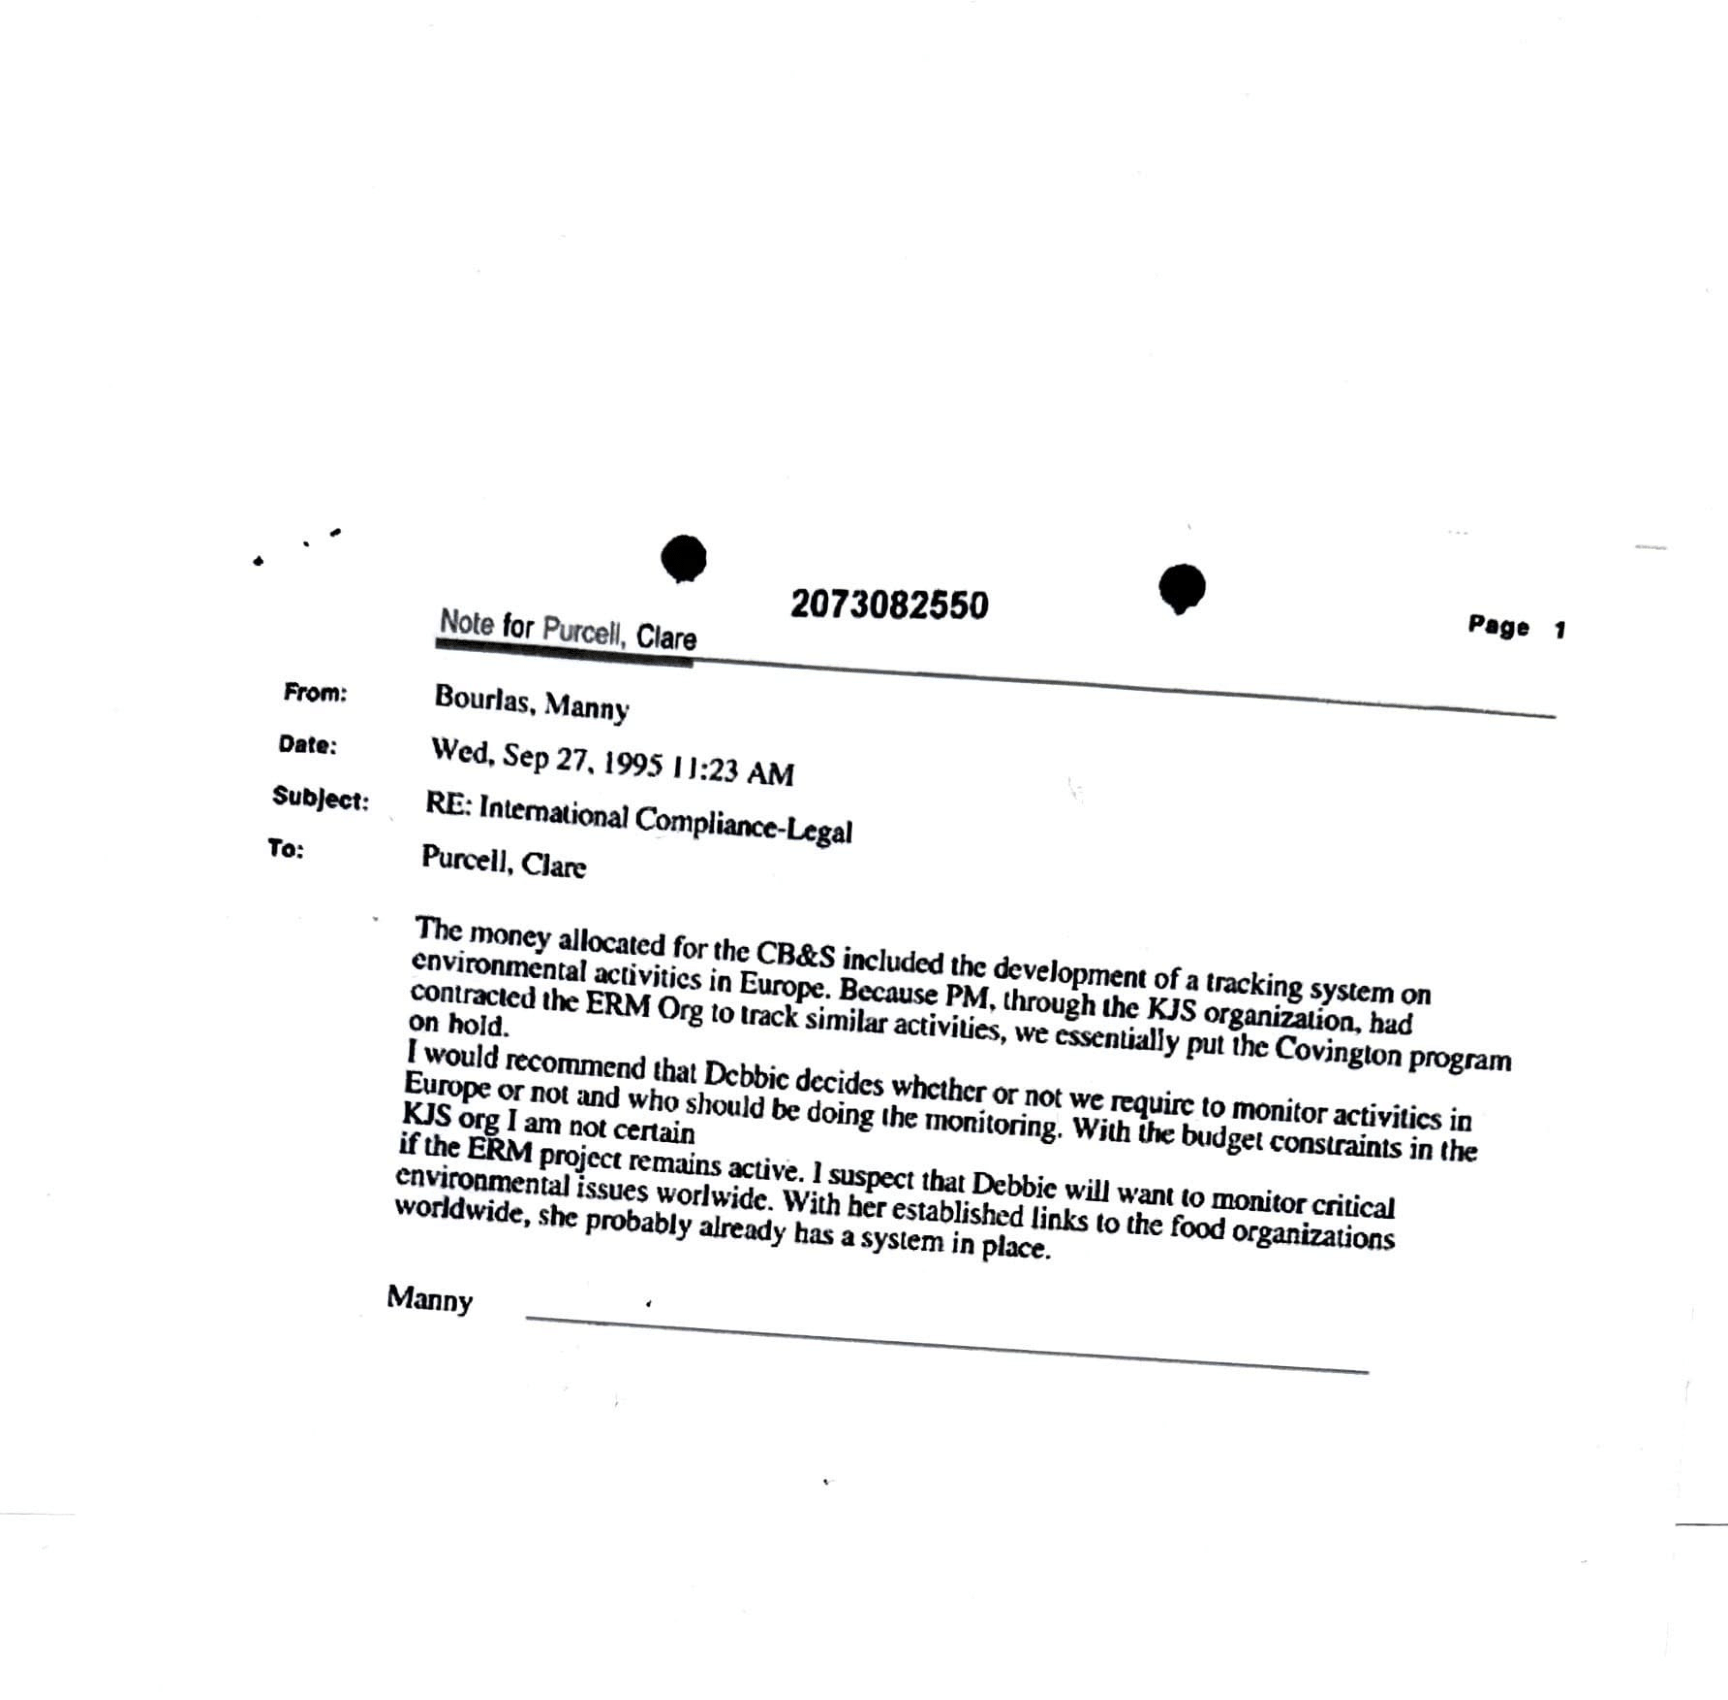 2073082550
Note for Purcell, Clare
Page 1
From: Bourlas, Manny
Date: Wed, Sep 27, 1995 11:23 AM
Subject: RE: International Compliance-Legal
To: Purcell, Clare
The money allocated for the CB&S included the development of a tracking system on
environmental activities in Europe. Because PM, through the KJS organization, had
contracted the ERM Org to track similar activities, we essentially put the Covington program
on hold.
I would recommend that Debbie decides whether or not we require to monitor activities in
Europe or not and who should be doing the monitoring. With the budget constraints in the
KJS org I am not certain
if the ERM project remains active. I suspect that Debbie will want to monitor critical
environmental issues worlwide. With her established links to the food organizations
worldwide, she probably already has a system in place.
Manny